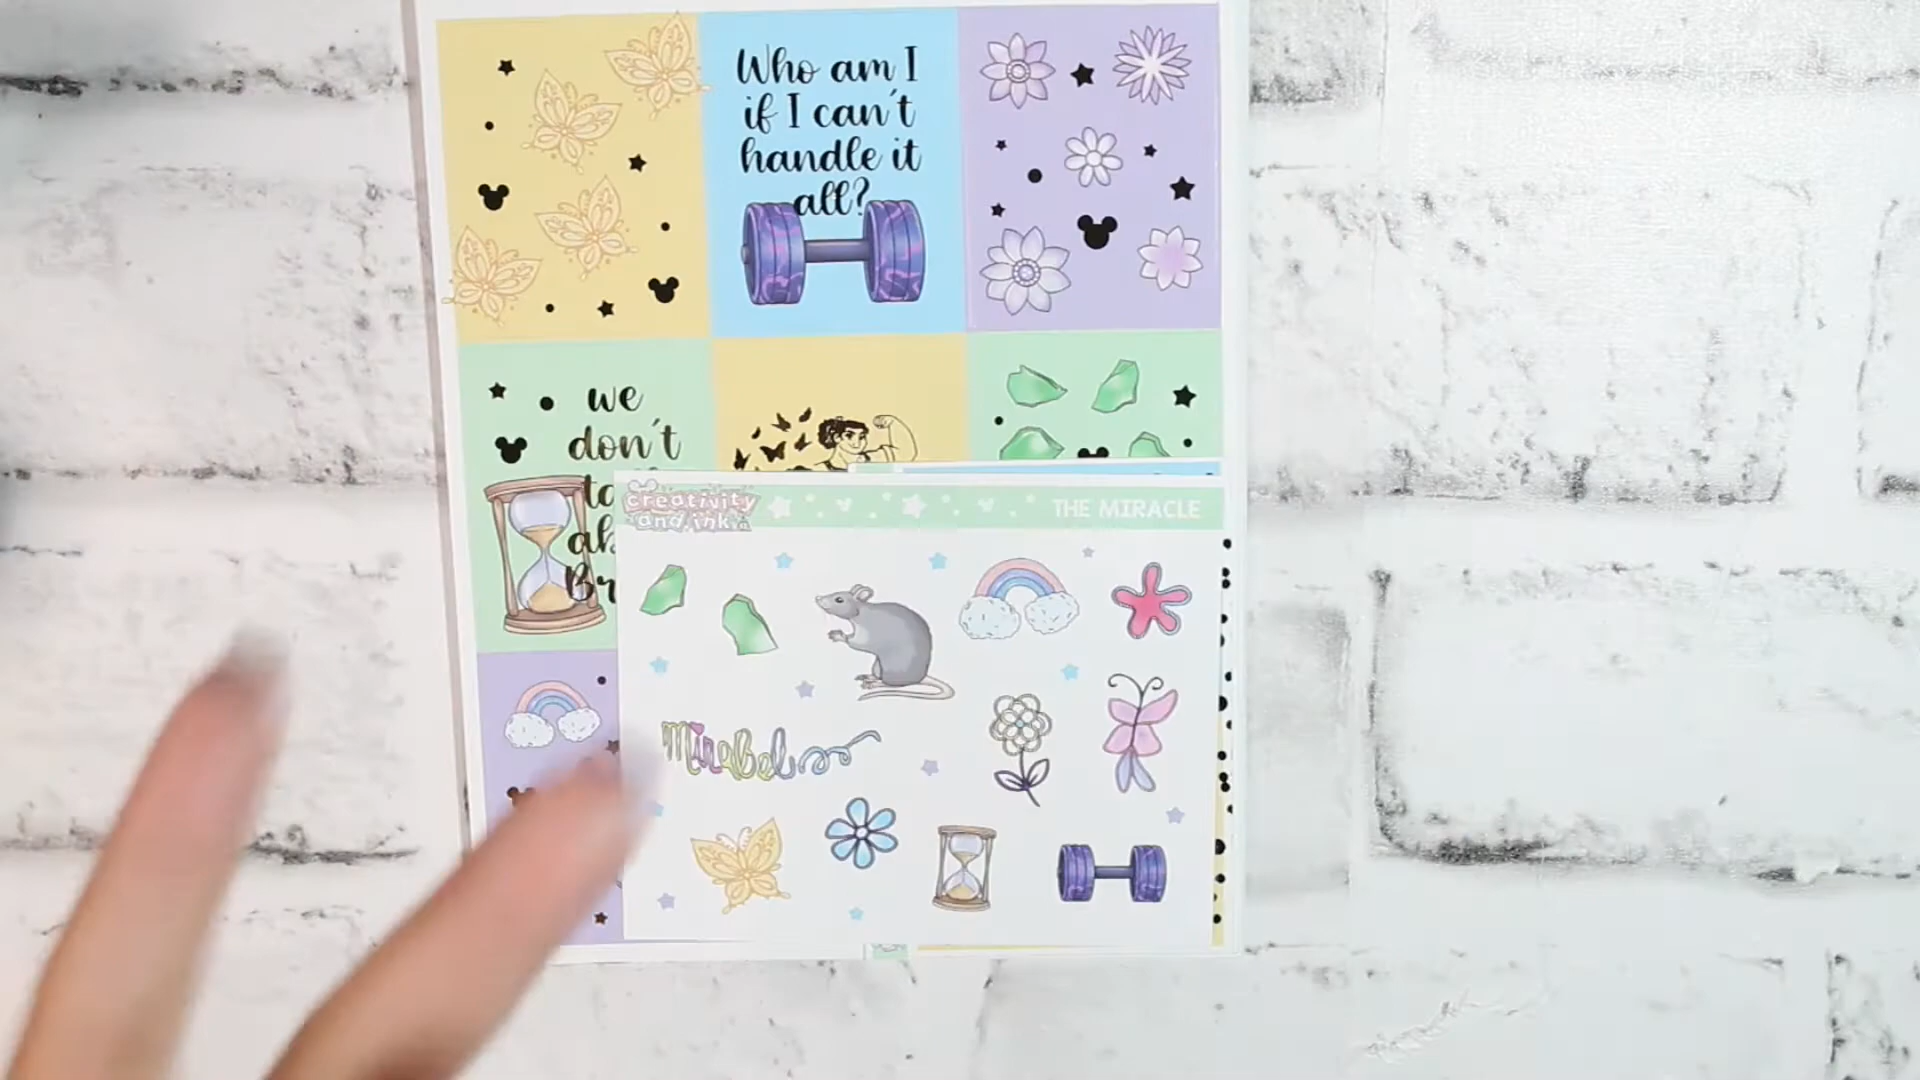 Who am I
if I can't
handle it
all?
we
don't
creativity
and ink
THE MIRACLE
Mirabel